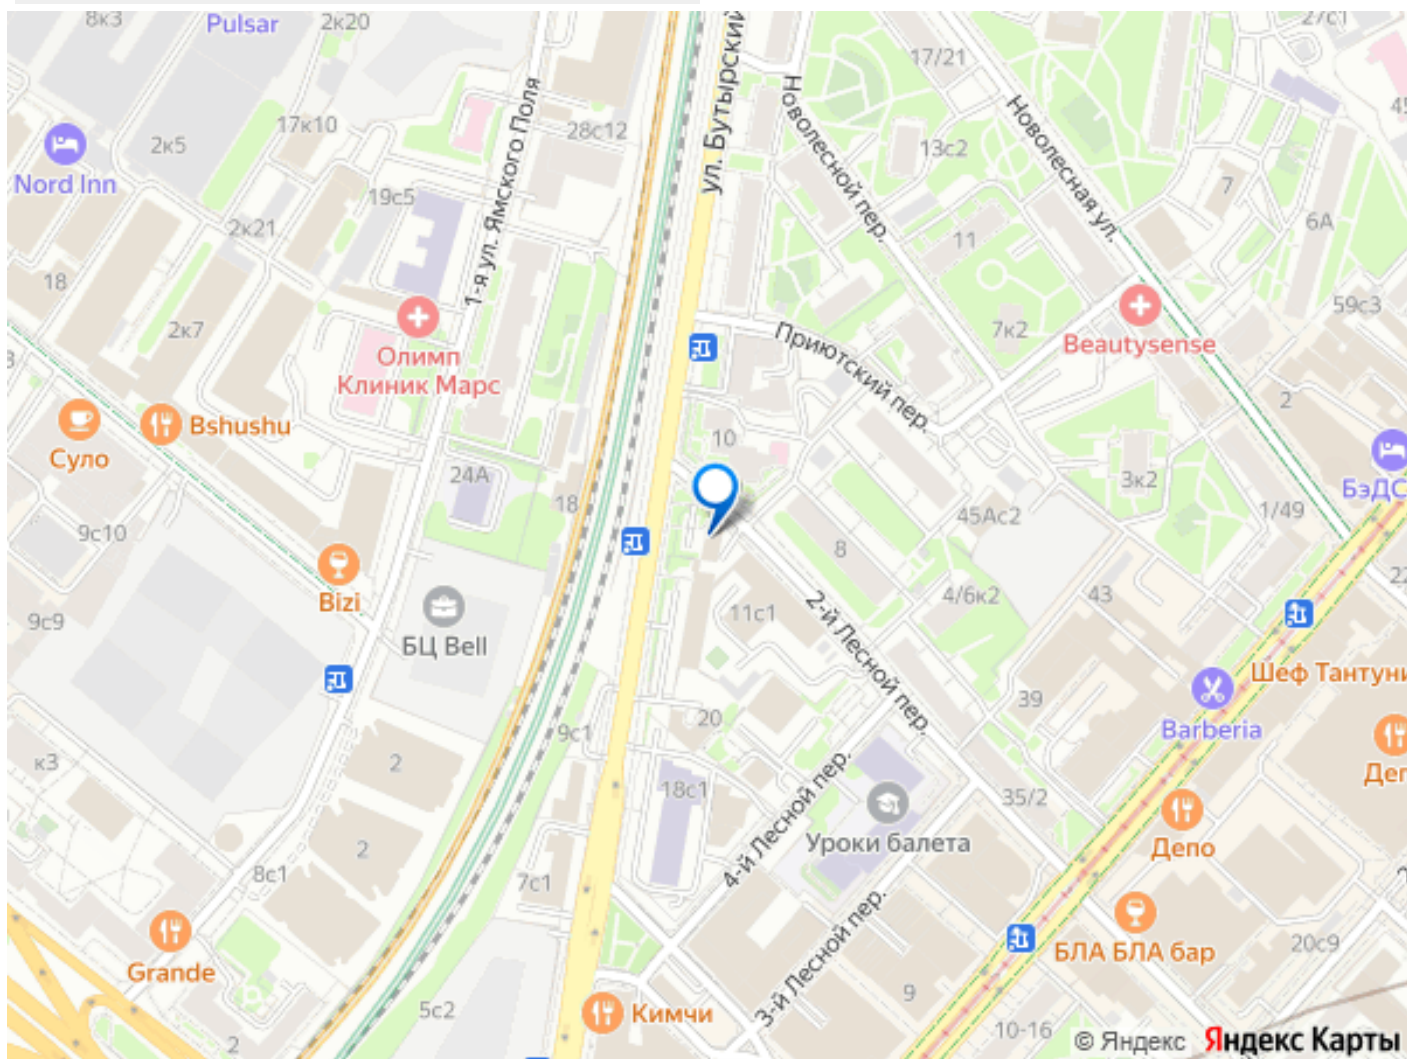 8к3
Pulsar
2к20
27с1
17/21
ул. Бутырский
Новолесной пер.
Новолесная ул.
1-я ул. Ямского Поля
28с12
17к10
2к5
13с2
45
Nord Inn
19с5
7
6А
2к21
11
18
59с3
2к7
7к2
Олимп
Клиник Марс
Приютский пер.
Beautysense
3
2
Суло
Bshushu
10
24А
18
3к2
БэДС
1/49
45Ас2
9с10
8
Bizi
4/6к2
43
22
9с9
БЦ Bell
11с1
2-й Лесной пер.
Шеф Тантуни
39
Barberia
20
9с1
к3
2
18с1
4-й Лесной пер.
Деп
35/2
Уроки балета
Депо
2
8с1
7с1
3-й Лесной пер.
2
Grande
БЛА БЛА бар
20с9
5с2
Кимчи
9
10-16
2
© Яндекс Яндекс Карты